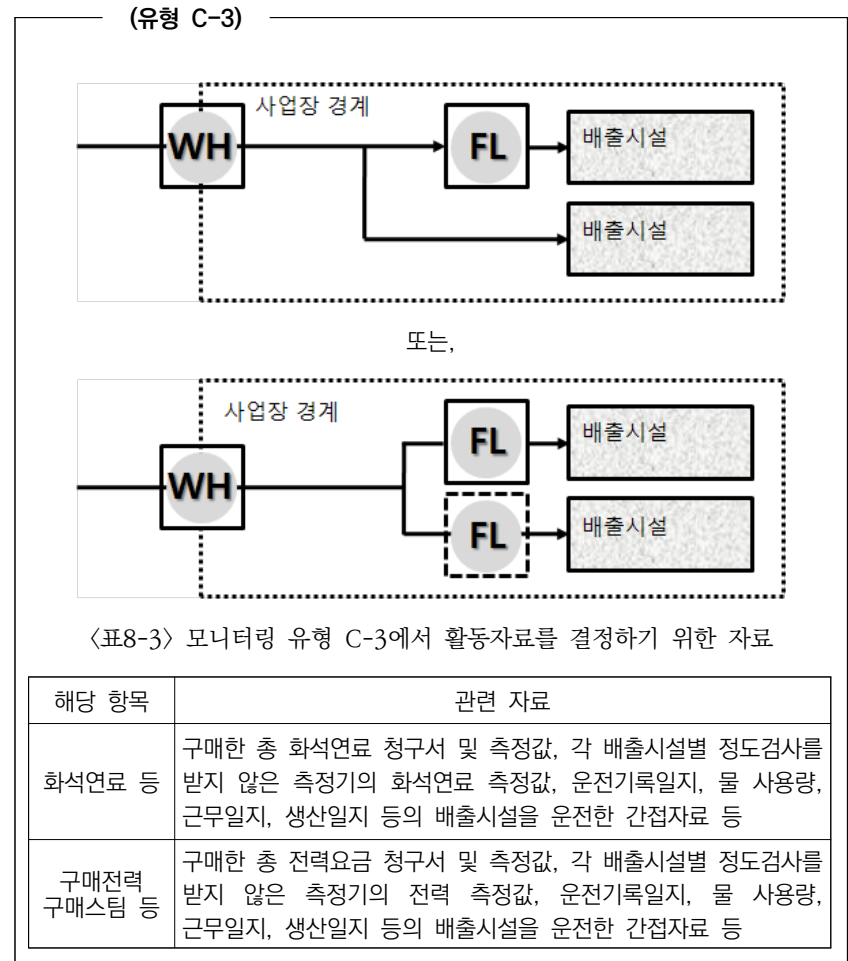 (유형 C-3)
사업장 경계
WH
FL
배출시설
배출시설
또는,
사업장 경계
WH
FL
배출시설
FL
배출시설
〈표8-3〉 모니터링 유형 C-3에서 활동자료를 결정하기 위한 자료
해당 항목
관련 자료
화석연료 등
구매한 총 화석연료 청구서 및 측정값, 각 배출시설별 정도검사를
받지 않은 측정기의 화석연료 측정값, 운전기록일지, 물 사용량,
근무일지, 생산일지 등의 배출시설을 운전한 간접자료 등
구매전력
구매스팀 등
구매한 총 전력요금 청구서 및 측정값, 각 배출시설별 정도검사를
받지 않은 측정기의 전력 측정값, 운전기록일지, 물 사용량,
근무일지, 생산일지 등의 배출시설을 운전한 간접자료 등